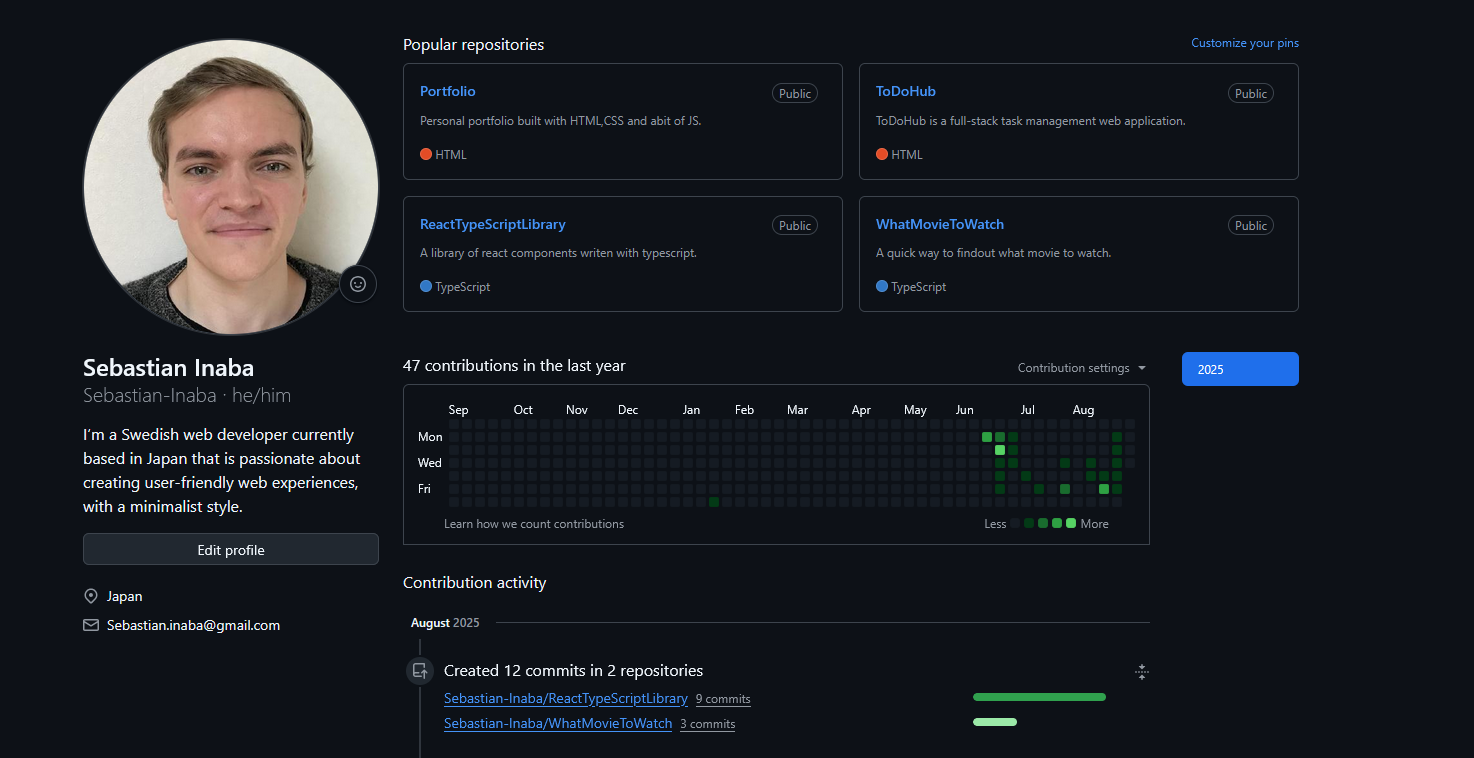 Popular repositories
Customize your pins
Portfolio
Public
Personal portfolio built with HTML,CSS and abit of JS.
HTML
ToDoHub
Public
ToDoHub is a full-stack task management web application.
HTML
ReactTypeScriptLibrary
Public
A library of react components writen with typescript.
TypeScript
WhatMovieToWatch
Public
A quick way to findout what movie to watch.
TypeScript
Sebastian Inaba
Sebastian-Inaba · he/him
I'm a Swedish web developer currently
based in Japan that is passionate about
creating user-friendly web experiences,
with a minimalist style.
Edit profile
Japan
Sebastian.inaba@gmail.com
47 contributions in the last year
Contribution settings
2025
Sep Oct Nov Dec Jan Feb Mar Apr May Jun Jul Aug
Mon
Wed
Fri
Learn how we count contributions
Less More
Contribution activity
August 2025
Created 12 commits in 2 repositories
Sebastian-Inaba/ReactTypeScriptLibrary 9 commits
Sebastian-Inaba/WhatMovieToWatch 3 commits